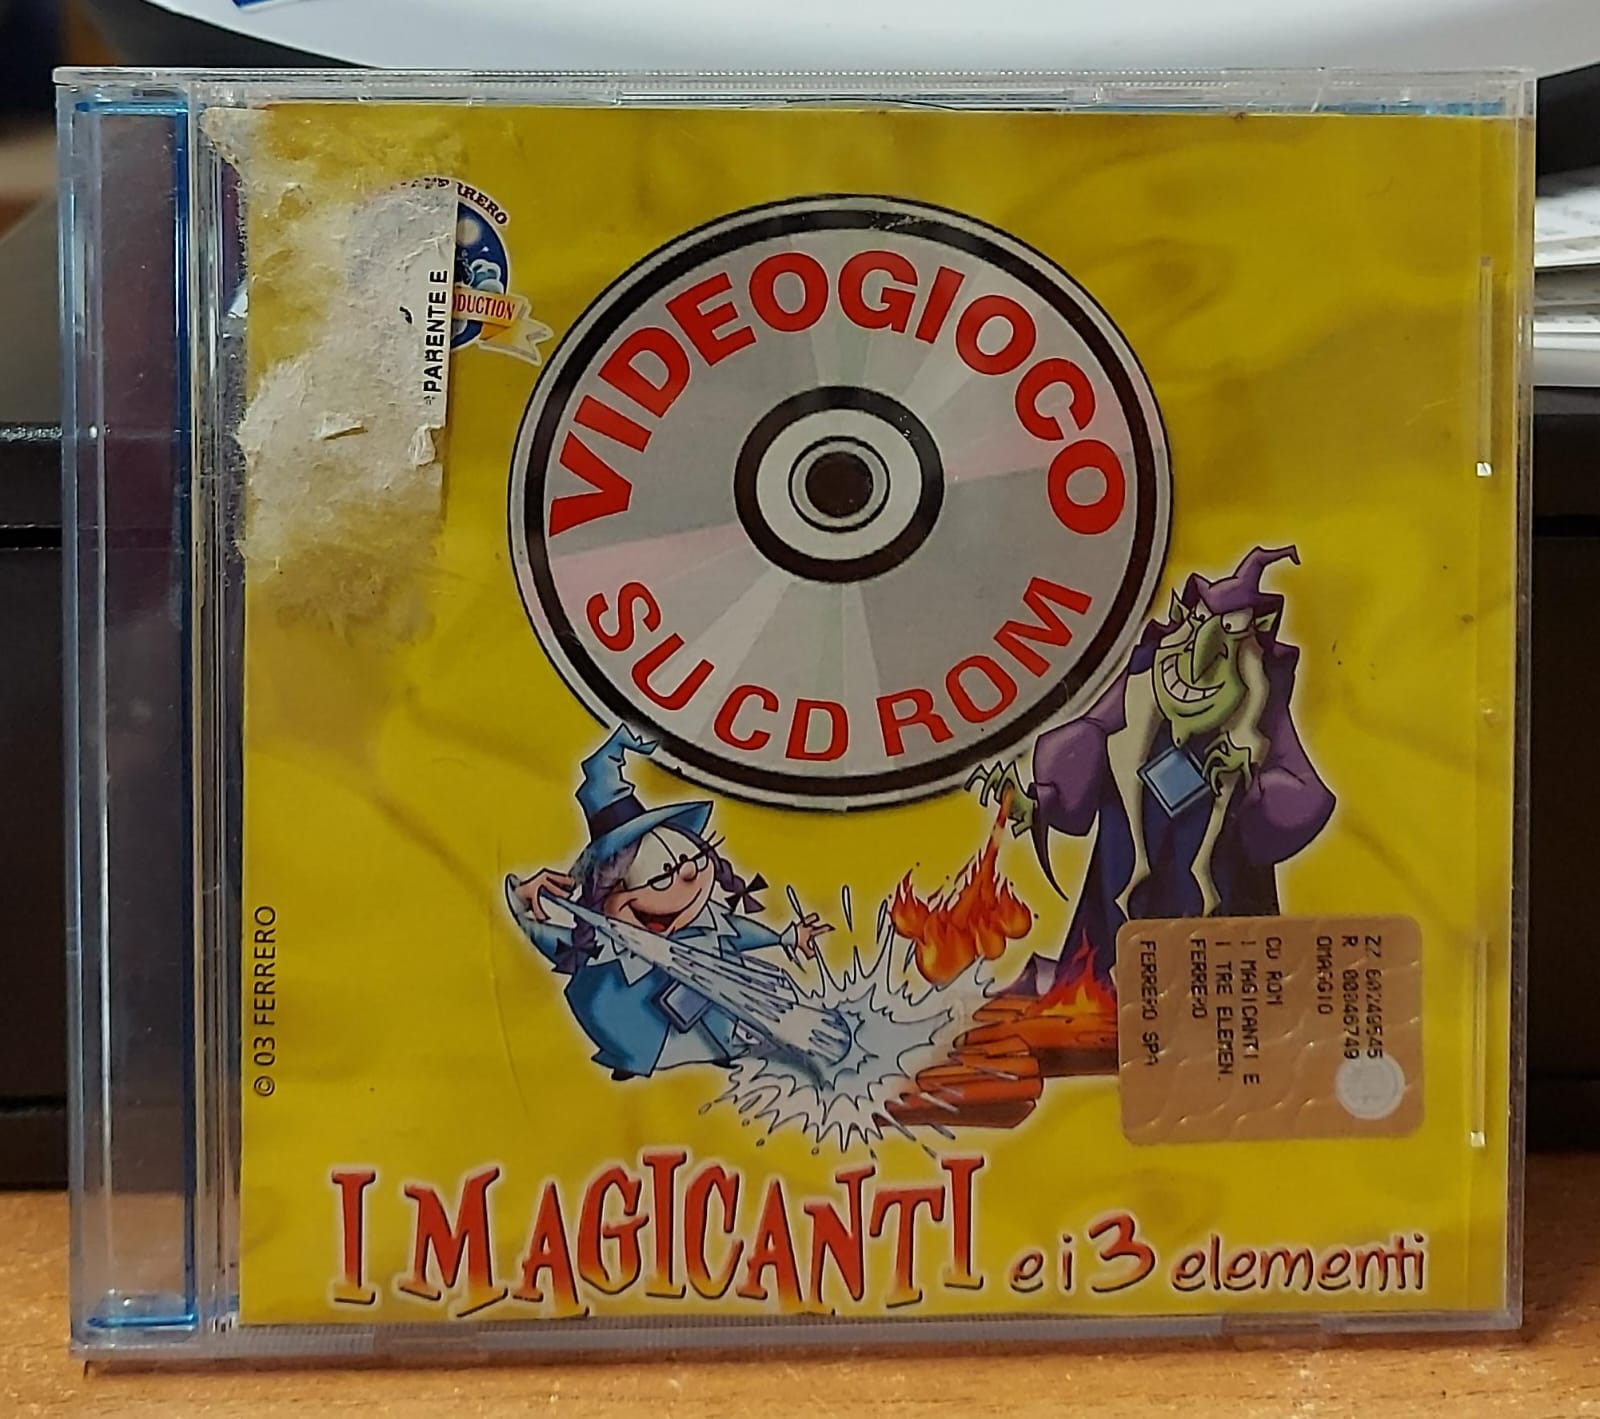 RRERO
DUCTION
PARENTE E
VIDEOGIOCO
SU CD ROM
© 03 FERRERO
ZZ 60249545
R 00046749
OMAGGIO
CD ROM
I MAGICANTI E
I TRE ELEMEN.
FERRERO
FERRERO SPA
I MAGICANTI e i 3 elementi